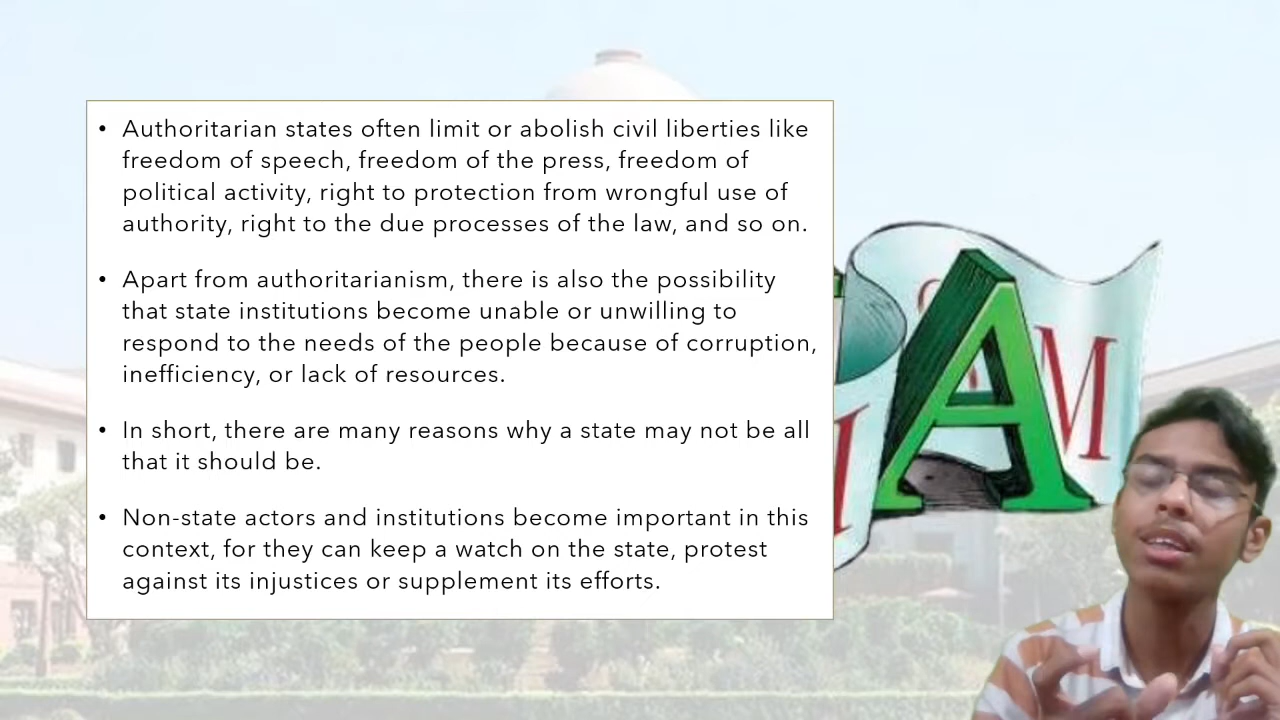 • Authoritarian states often limit or abolish civil liberties like
freedom of speech, freedom of the press, freedom of
political activity, right to protection from wrongful use of
authority, right to the due processes of the law, and so on.
• Apart from authoritarianism, there is also the possibility
that state institutions become unable or unwilling to
respond to the needs of the people because of corruption,
inefficiency, or lack of resources.
• In short, there are many reasons why a state may not be all
that it should be.
• Non-state actors and institutions become important in this
context, for they can keep a watch on the state, protest
against its injustices or supplement its efforts.
A
M